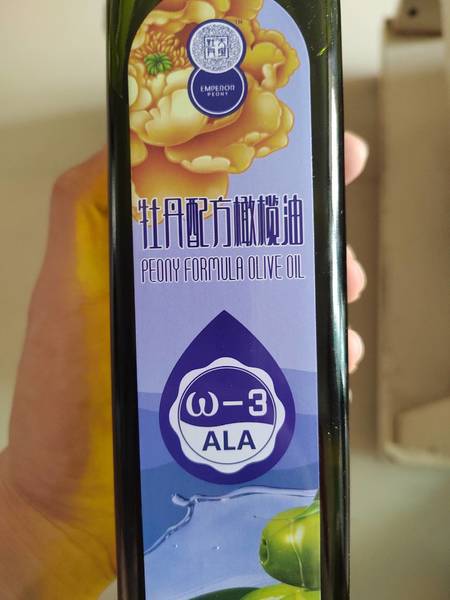 EMPEROR
PEONY
牡丹配方橄榄油
PEONY FORMULA OLIVE OIL
ω-3
ALA